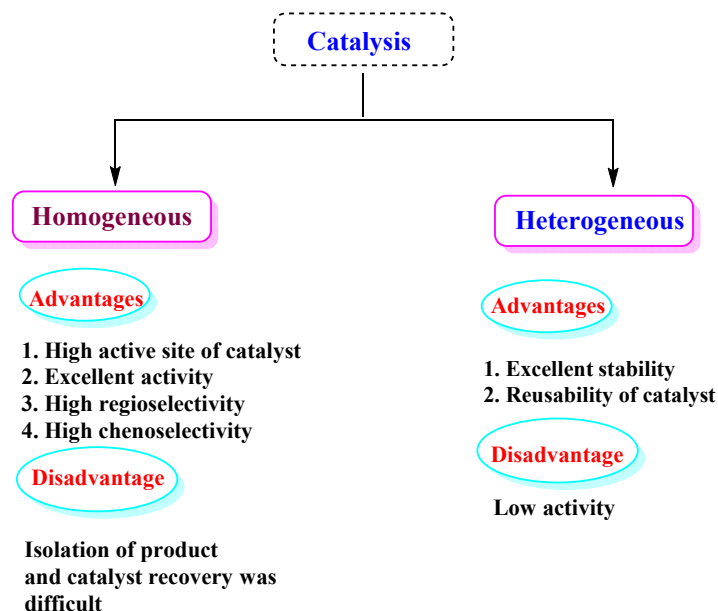 Catalysis
Homogeneous
Advantages
1. High active site of catalyst
2. Excellent activity
3. High regioselectivity
4. High chenoselectivity
Disadvantage
Isolation of product
and catalyst recovery was
difficult
Heterogeneous
Advantages
1. Excellent stability
2. Reusability of catalyst
Disadvantage
Low activity